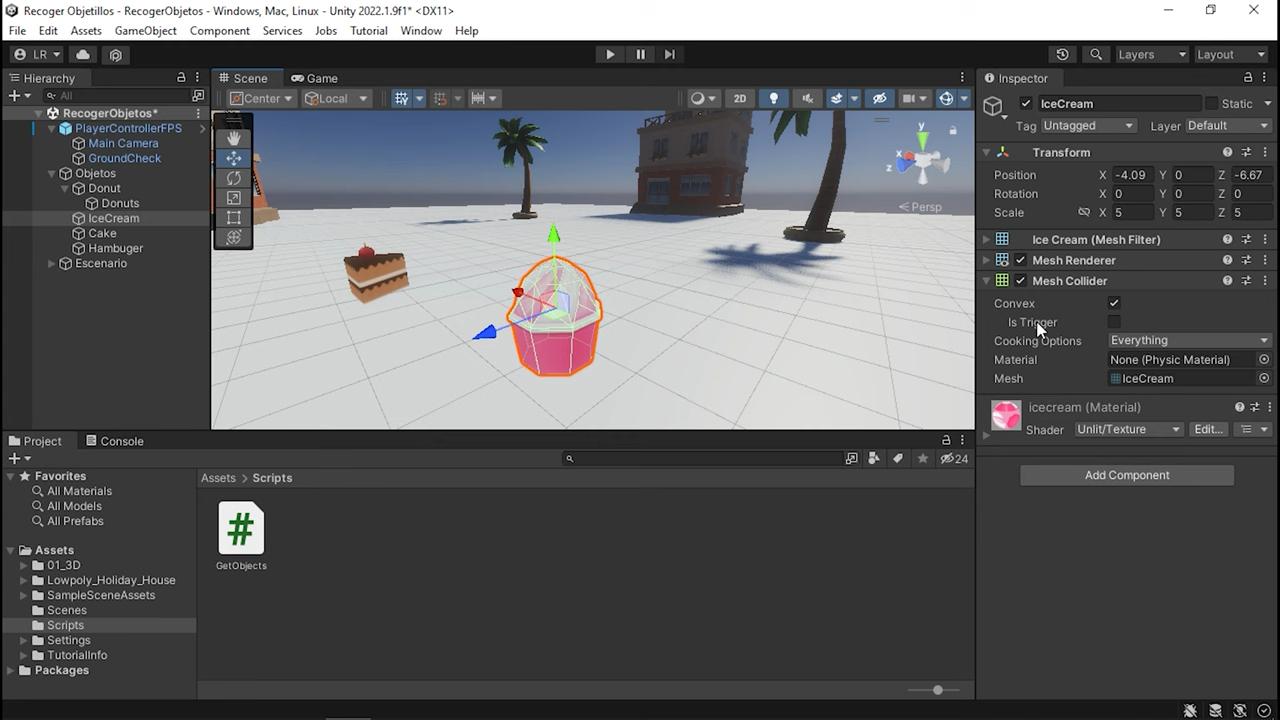 Recoger Objetillos - RecogerObjetos - Windows, Mac, Linux - Unity 2022.1.9f1* <DX11>
File Edit Assets GameObject Component Services Jobs Tutorial Window Help
LR Layers Layout
Hierarchy
All
RecogerObjetos*
PlayerControllerFPS
Main Camera
GroundCheck
Objetos
Donut
Donuts
IceCream
Cake
Hambuger
Escenario
Scene Game
Center Local 2D
y
x
z
Persp
Inspector
IceCream Static
Tag Untagged Layer Default
Transform
Position X -4.09 Y 0 Z -6.67
Rotation X 0 Y 0 Z 0
Scale X 5 Y 5 Z 5
Ice Cream (Mesh Filter)
Mesh Renderer
Mesh Collider
Convex
Is Trigger
Cooking Options Everything
Material None (Physic Material)
Mesh IceCream
icecream (Material)
Shader Unlit/Texture Edit...
Add Component
Project Console
24
Favorites
All Materials
All Models
All Prefabs
Assets
01_3D
Lowpoly_Holiday_House
SampleSceneAssets
Scenes
Scripts
Settings
TutorialInfo
Packages
Assets > Scripts
#
GetObjects